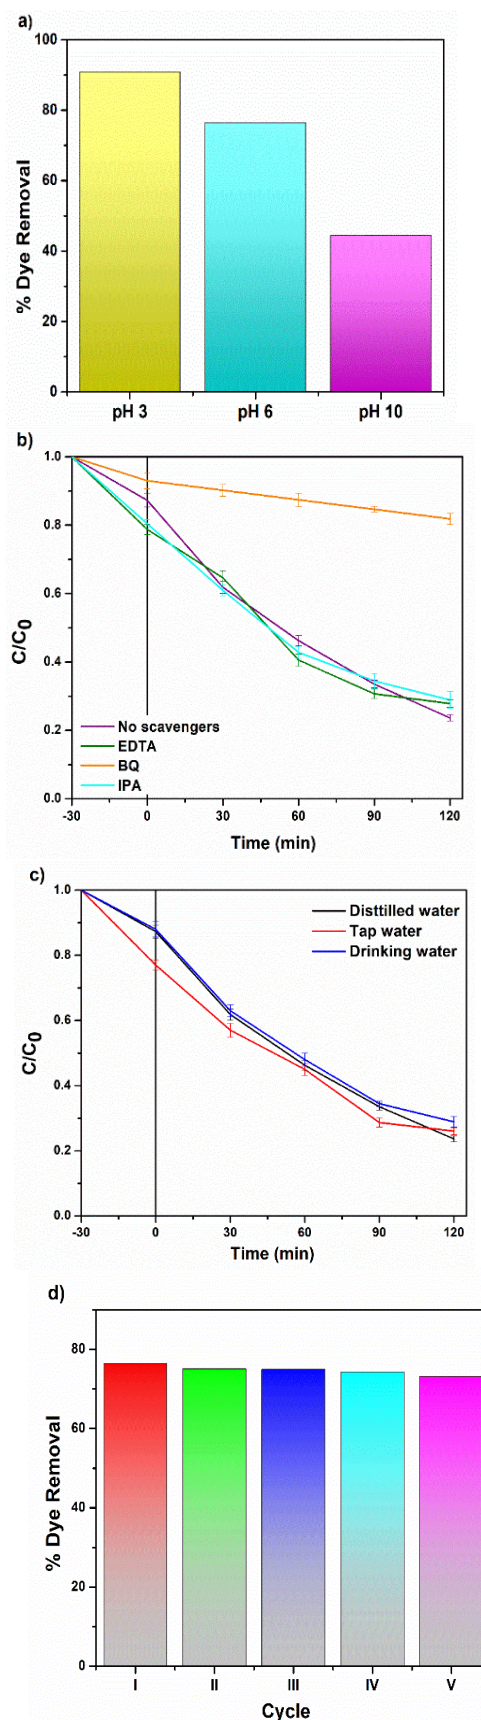 a)
100
80
60
40
20
0
% Dye Removal
pH 3 pH 6 pH 10
b)
1.0
0.8
0.6
0.4
0.2
0.0
C/C0
No scavengers
EDTA
BQ
IPA
-30 0 30 60 90 120
Time (min)
c)
1.0
0.8
0.6
0.4
0.2
0.0
C/C0
Disttilled water
Tap water
Drinking water
-30 0 30 60 90 120
Time (min)
d)
80
60
40
20
0
% Dye Removal
I II III IV V
Cycle